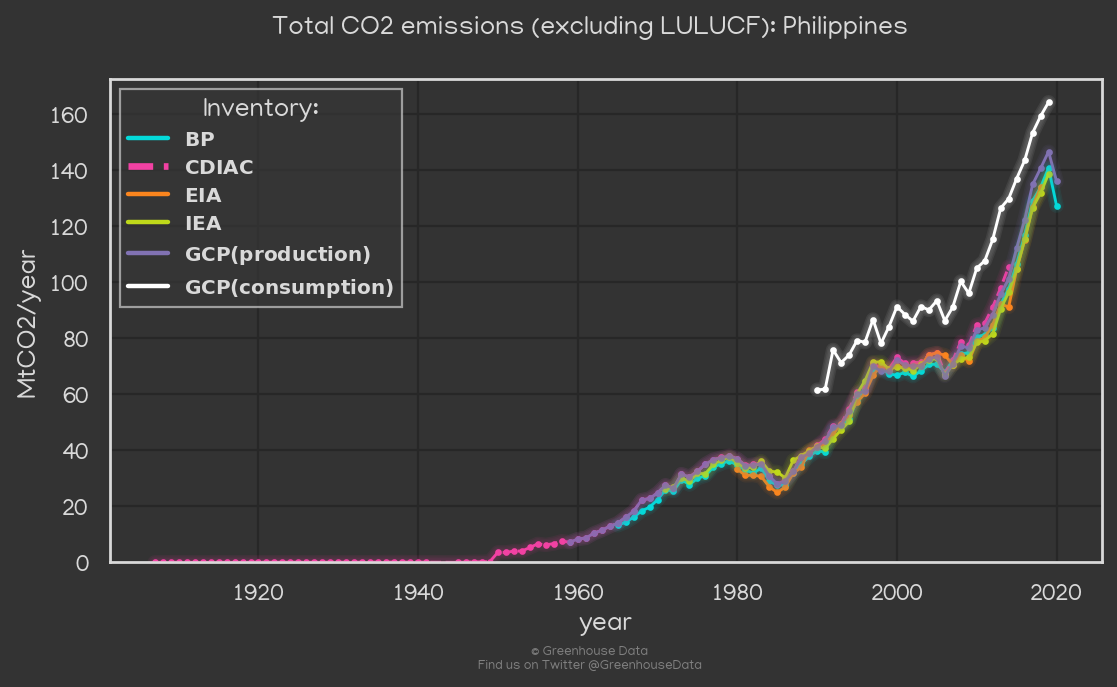 Total CO2 emissions (excluding LULUCF): Philippines
Inventory:
BP
CDIAC
EIA
IEA
GCP(production)
GCP(consumption)
MtCO2/year
160
140
120
100
80
60
40
20
0
1920 1940 1960 1980 2000 2020
year
© Greenhouse Data
Find us on Twitter @GreenhouseData